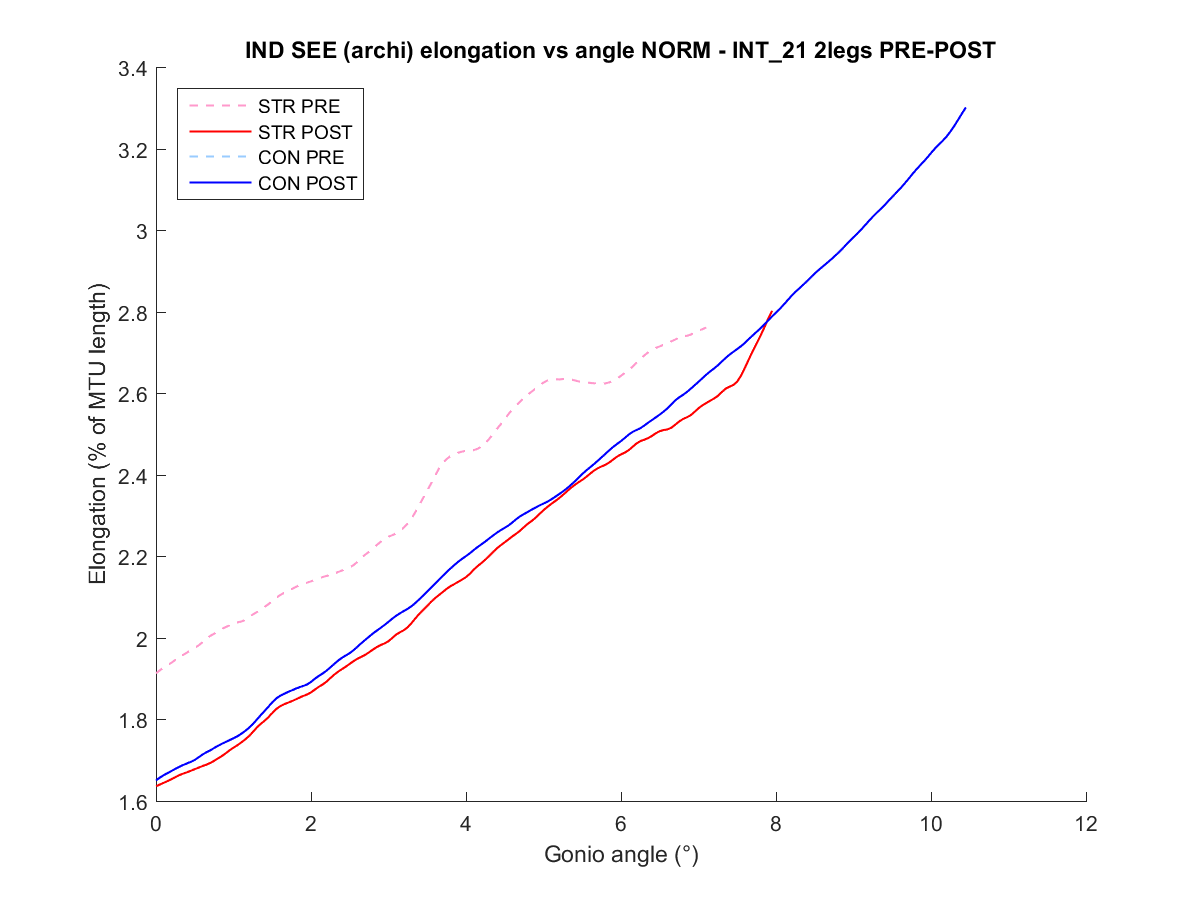 IND SEE (archi) elongation vs angle NORM - INT_21 2legs PRE-POST
3.4
3.2
3
2.8
2.6
2.4
2.2
2
1.8
1.6
Elongation (% of MTU length)
STR PRE
STR POST
CON PRE
CON POST
0
2
4
6
8
10
12
Gonio angle (°)